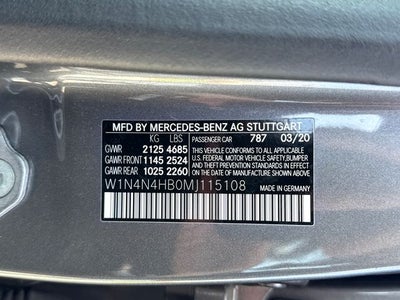 MFD BY MERCEDES-BENZ AG STUTTGART
KG LBS PASSENGER CAR 787 03/20
GVWR 2125 4685 THIS VEHICLE CONFORMS TO ALL APPLICABLE
GAWR FRONT 1145 2524 U.S. FEDERAL MOTOR VEHICLE SAFETY, BUMPER
GAWR REAR 1025 2260 AND THEFT PREVENTION STANDARDS IN EFFECT
ON THE DATE OF MANUFACTURE SHOWN ABOVE.
W1N4N4HB0MJ115108 MADE IN GERMANY